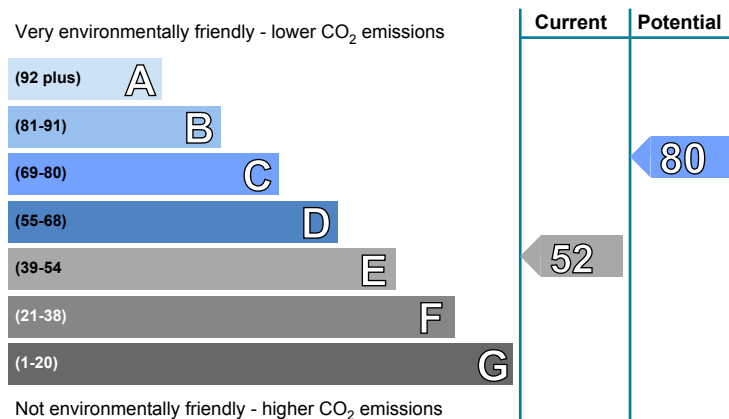 Current Potential
Very environmentally friendly - lower CO₂ emissions
(92 plus) A
(81-91) B
(69-80) C
80
(55-68) D
(39-54 E
52
(21-38) F
(1-20) G
Not environmentally friendly - higher CO₂ emissions